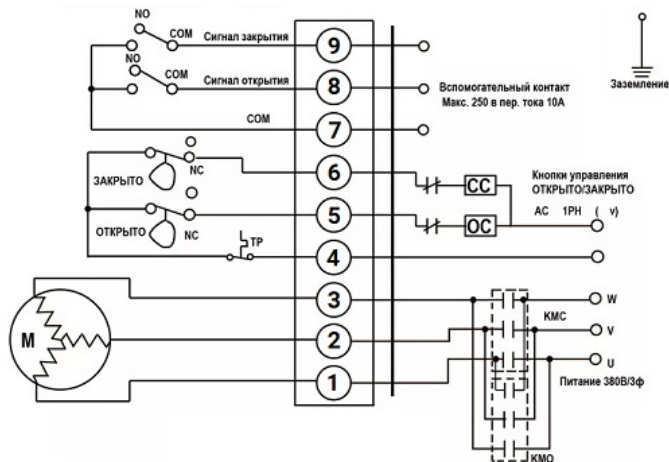 NO
COM
Сигнал закрытия
9
NO
COM
Сигнал открытия
8
Вспомогательный контакт
Макс. 250 в пер. тока 10А
Заземление
COM
7
ЗАКРЫТО
NC
6
CC
Кнопки управления
ОТКРЫТО/ЗАКРЫТО
AC 1PH ( v)
ОТКРЫТО
NC
5
OC
TP
4
3
W
M
2
KMC
V
1
U
Питание 380В/3ф
KMO